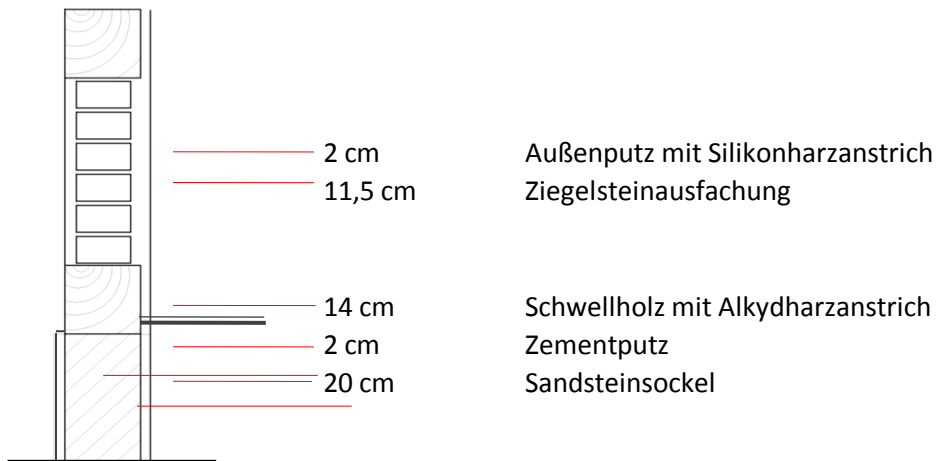 2 cm Außenputz mit Silikonharzanstrich
11,5 cm Ziegelsteinausfachung
14 cm Schwellholz mit Alkydharzanstrich
2 cm Zementputz
20 cm Sandsteinsockel